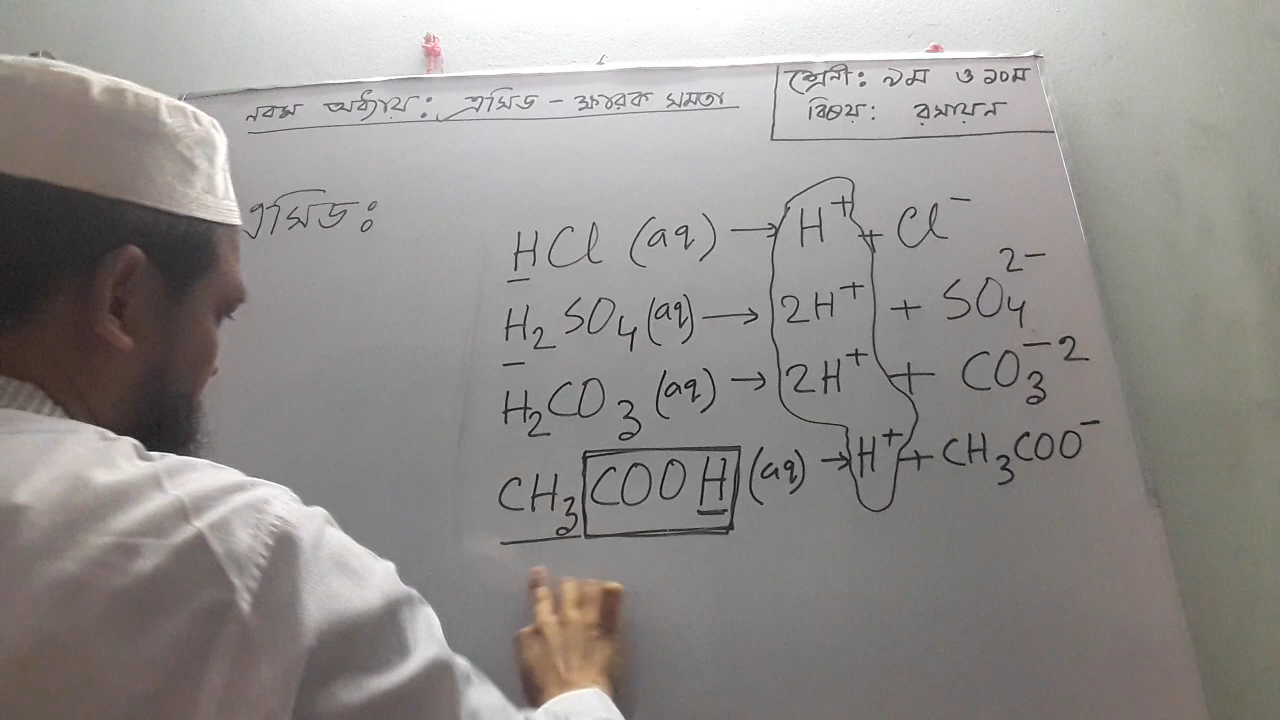 নবম অধ্যায়: এসিড - ক্ষারক সমতা
শ্রেনী: ৯ম ও ১০ম
বিষয়: রসায়ন
এসিড:
HCl (aq) → H⁺ + Cl⁻
H₂SO₄(aq) → 2H⁺ + SO₄²⁻
H₂CO₃(aq) → 2H⁺ + CO₃⁻²
CH₃COOH (aq) → H⁺ + CH₃COO⁻